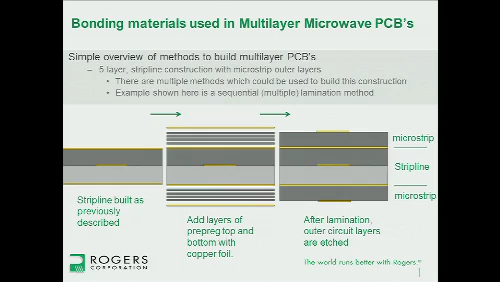 Bonding materials used in Multilayer Microwave PCB's
Simple overview of methods to build multilayer PCB's
– 5 layer, stripline construction with microstrip outer layers
• There are multiple methods which could be used to build this construction
• Example shown here is a sequential (multiple) lamination method
microstrip
Stripline
microstrip
Stripline built as
previously
described
Add layers of
prepreg top and
bottom with
copper foil.
After lamination,
outer circuit layers
are etched
ROGERS
CORPORATION
The world runs better with Rogers.®